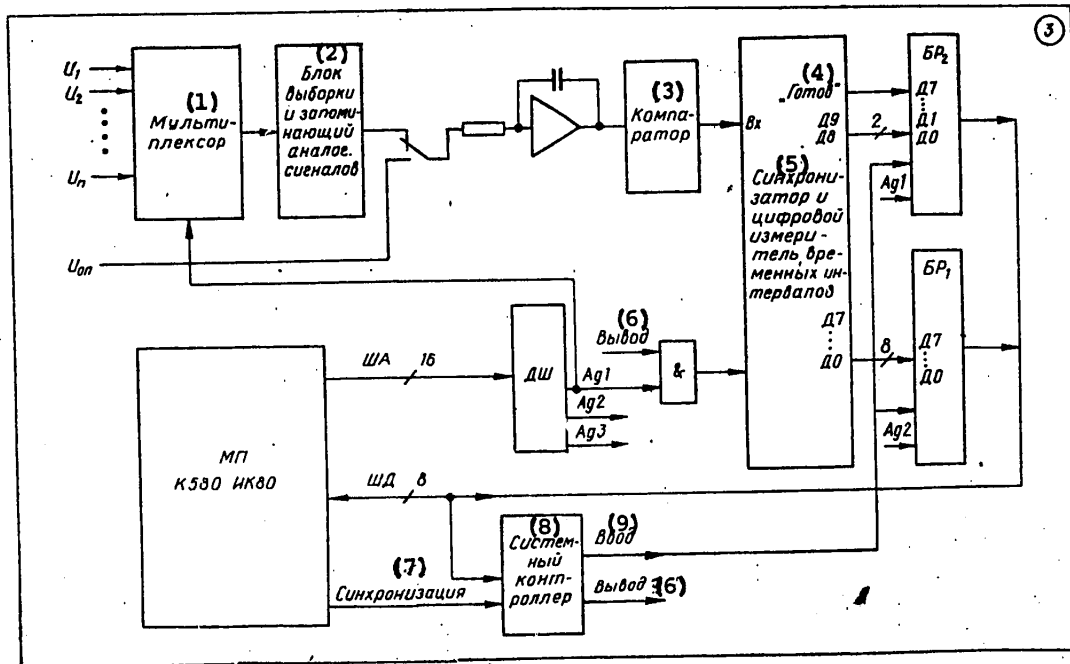 3
U1
U2
Un
Uоп
(1)
Мульти-
плексор
(2)
Блок
выборки
и запоми-
нающий
аналог.
сигналов
(3)
Компа-
ратор
Вх
(4)
„Готов"
Д9
Д8
(5)
Синхрони-
затор и
цифровой
измери-
тель, вре-
менных ин-
тервалов
Д7
Д0
2
8
БР2
Д7
Д1
Д0
Ag1
БР1
Д7
Д0
Ag2
(6)
Вывод
&
ДШ
Ag1
Ag2
Ag3
ША 16
МП
К580 ИК80
ШД 8
(7)
Синхронизация
(8)
Систем-
ный
конт-
роллер
(9)
Ввод
Вывод (6)